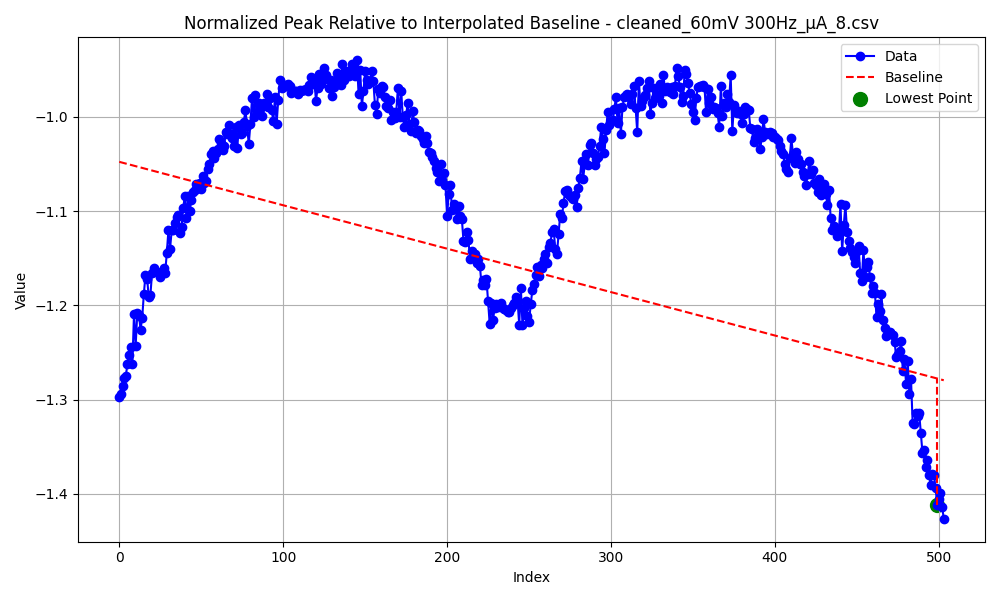 Normalized Peak Relative to Interpolated Baseline - cleaned_60mV 300Hz_μA_8.csv
Data
Baseline
Lowest Point
Value
−1.0
−1.1
−1.2
−1.3
−1.4
0
100
200
300
400
500
Index